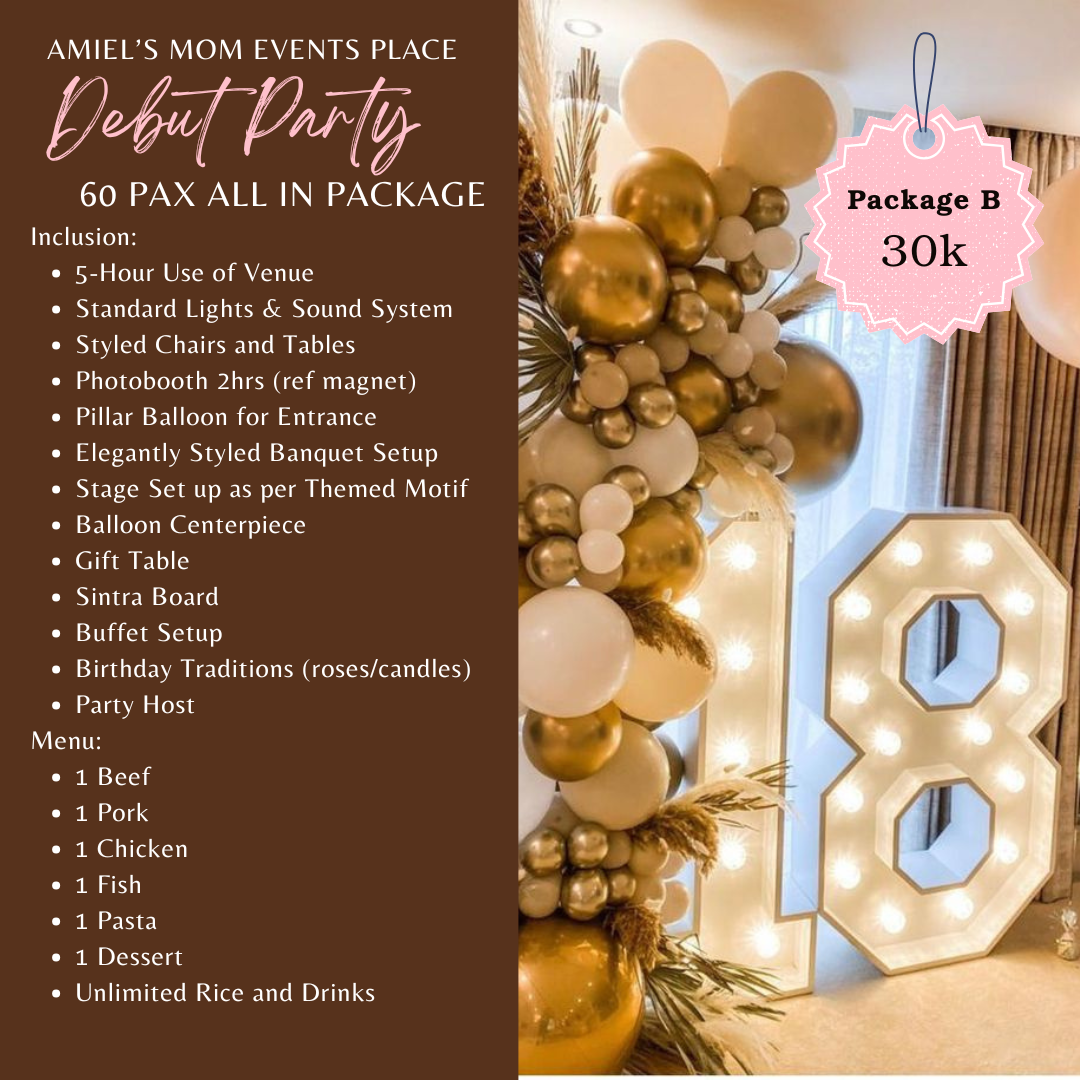 AMIEL'S MOM EVENTS PLACE
Debut Party
60 PAX ALL IN PACKAGE
Inclusion:
• 5-Hour Use of Venue
• Standard Lights & Sound System
• Styled Chairs and Tables
• Photobooth 2hrs (ref magnet)
• Pillar Balloon for Entrance
• Elegantly Styled Banquet Setup
• Stage Set up as per Themed Motif
• Balloon Centerpiece
• Gift Table
• Sintra Board
• Buffet Setup
• Birthday Traditions (roses/candles)
• Party Host
Menu:
• 1 Beef
• 1 Pork
• 1 Chicken
• 1 Fish
• 1 Pasta
• 1 Dessert
• Unlimited Rice and Drinks
Package B
30k
18